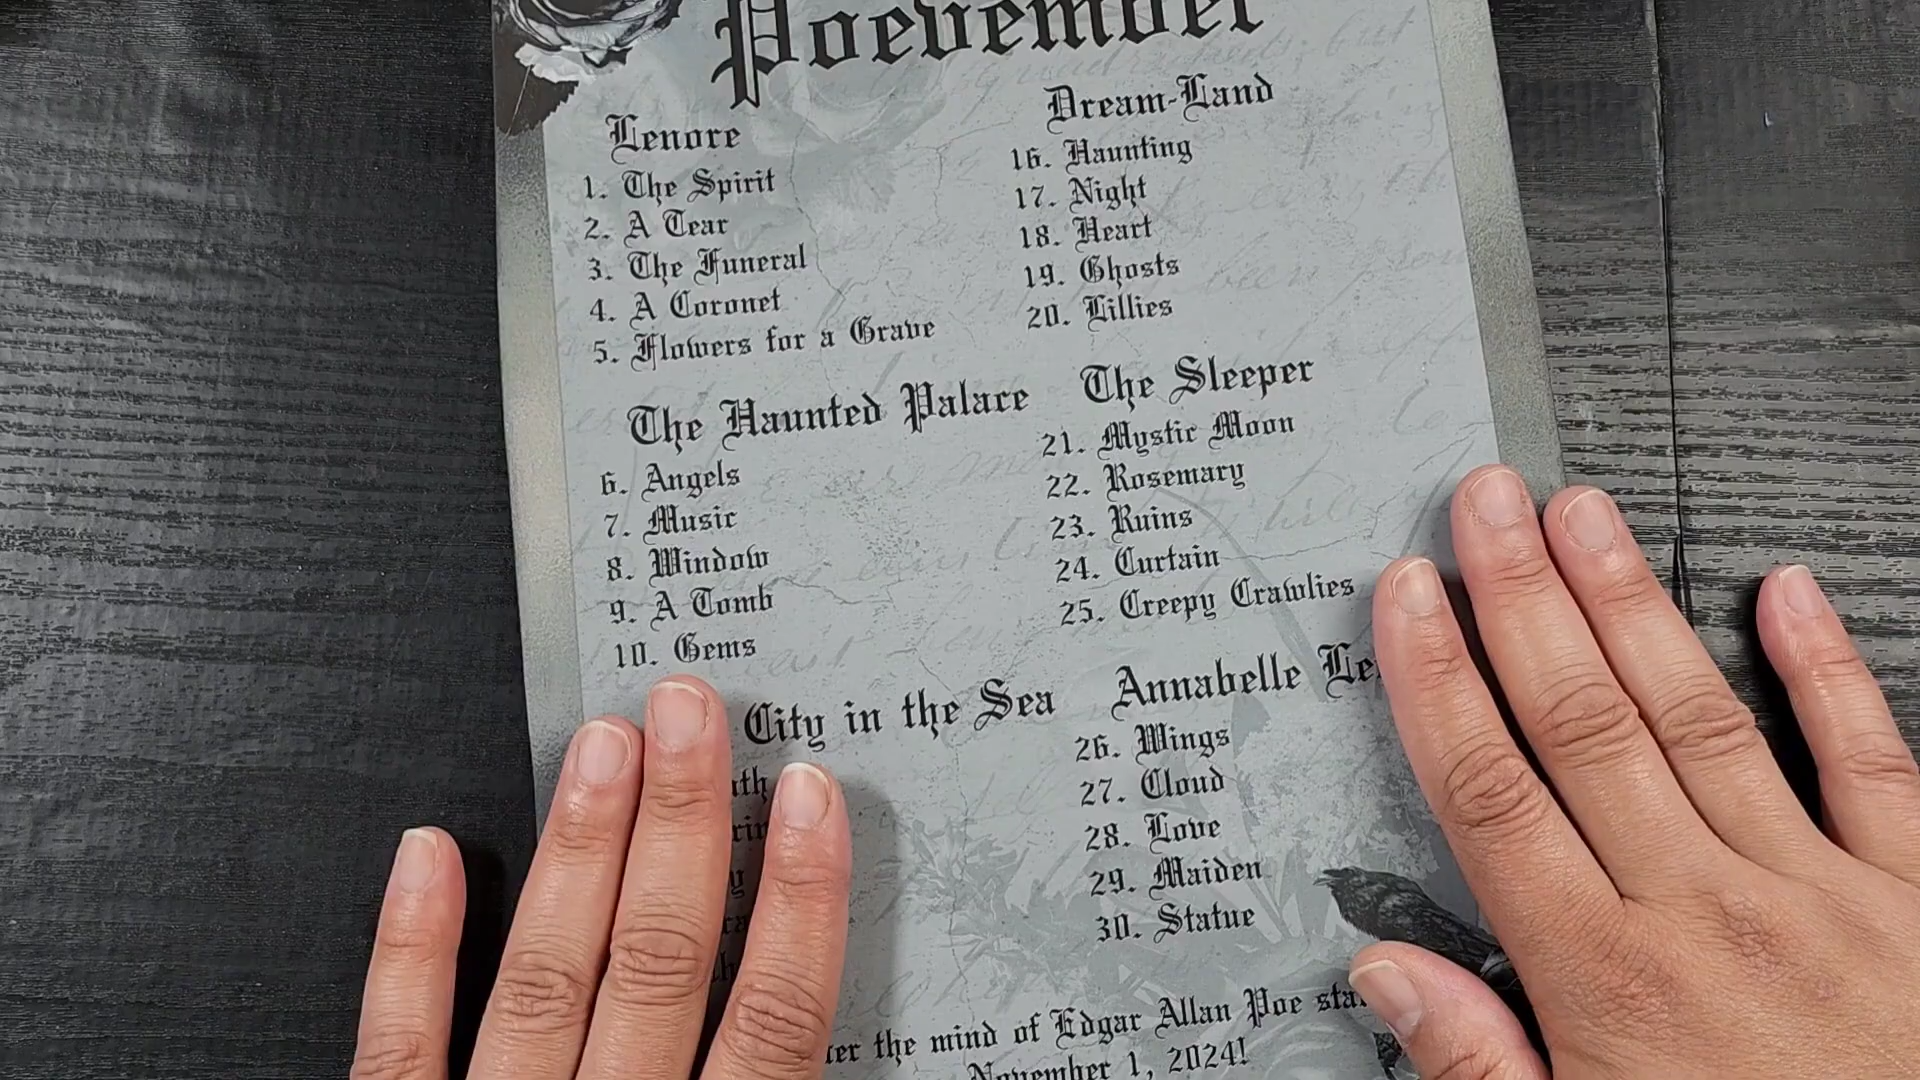 Poevember
Lenore
1. The Spirit
2. A Tear
3. The Funeral
4. A Coronet
5. Flowers for a Grave
The Haunted Palace
6. Angels
7. Music
8. Window
9. A Tomb
10. Gems
City in the Sea
Dream-Land
16. Haunting
17. Night
18. Heart
19. Ghosts
20. Lillies
The Sleeper
21. Mystic Moon
22. Rosemary
23. Ruins
24. Curtain
25. Creepy Crawlies
Annabelle
26. Wings
27. Cloud
28. Love
29. Maiden
30. Statue
the mind of Edgar Allan Poe
November 1, 2024!